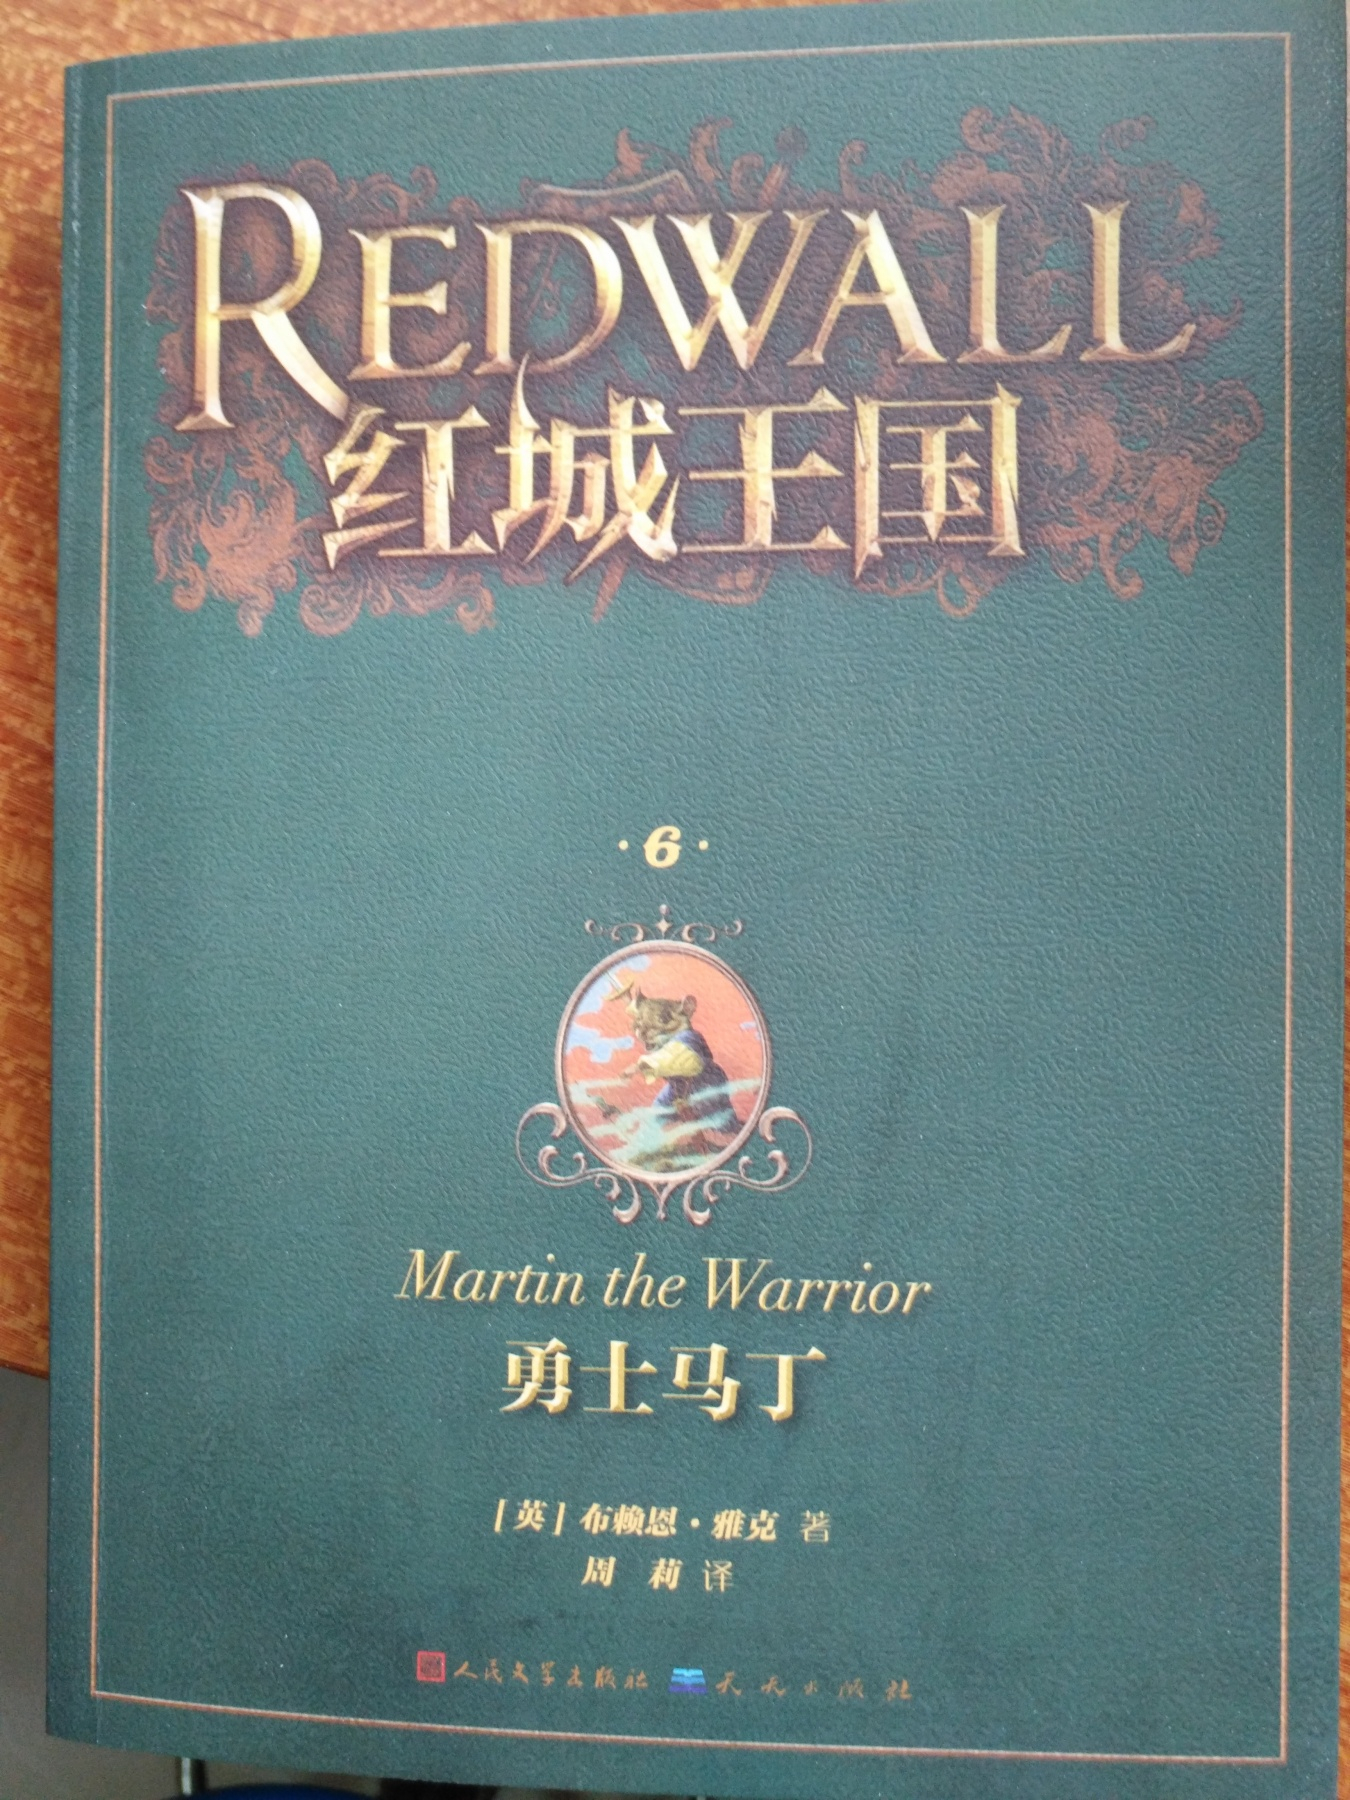 REDWALL
红城王国
·6·
Martin the Warrior
勇士马丁
[英] 布赖恩·雅克 著
周 莉 译
人民文学出版社 天天出版社